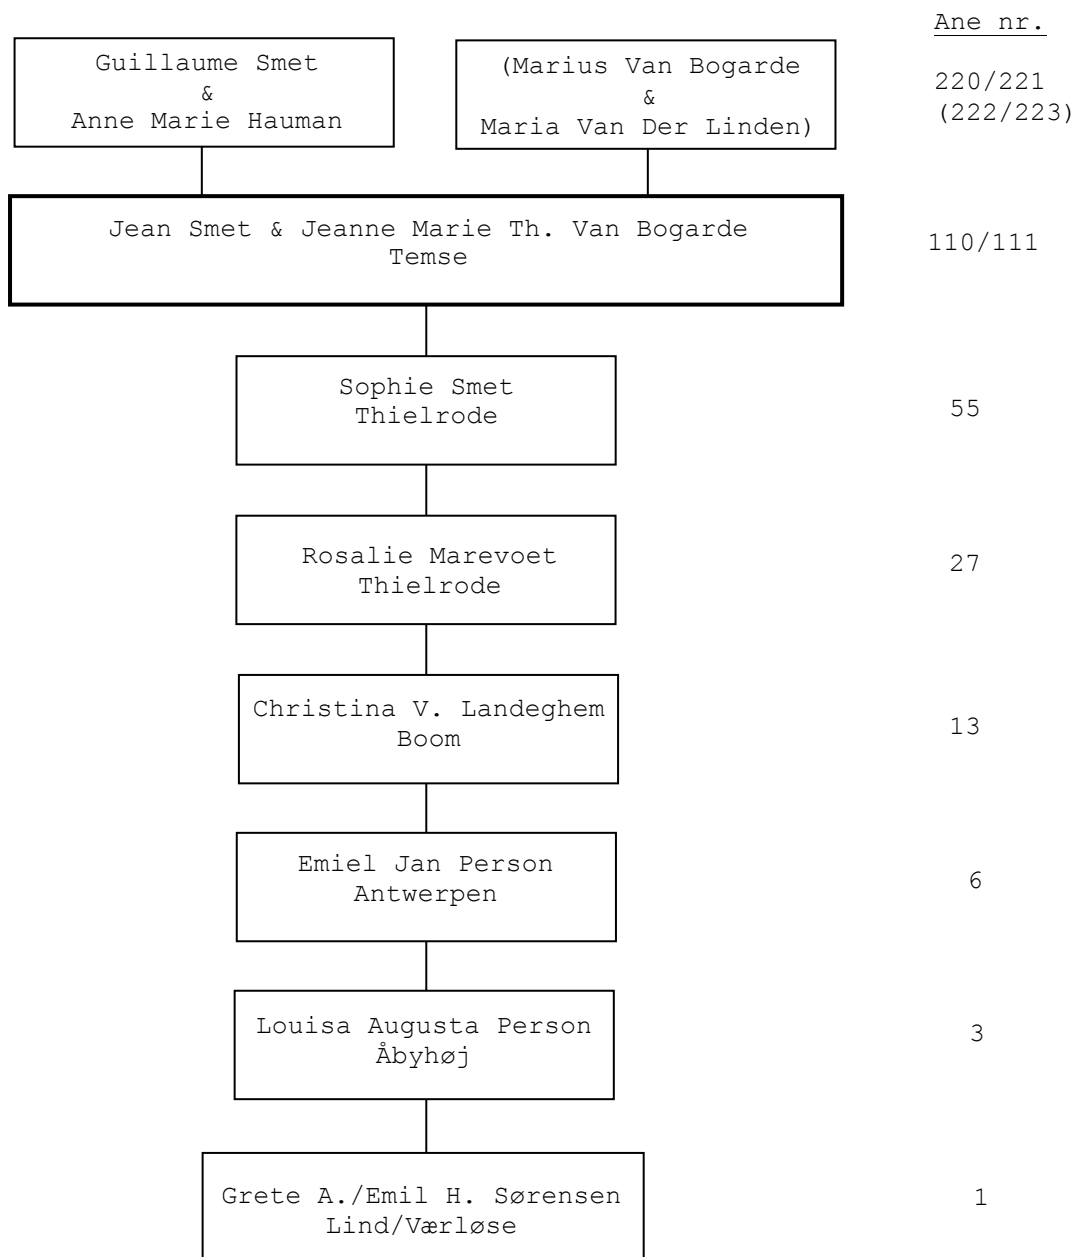 Ane nr.
Guillaume Smet
&
Anne Marie Hauman
(Marius Van Bogarde
&
Maria Van Der Linden)
220/221
(222/223)
Jean Smet & Jeanne Marie Th. Van Bogarde
Temse
110/111
Sophie Smet
Thielrode
55
Rosalie Marevoet
Thielrode
27
Christina V. Landeghem
Boom
13
Emiel Jan Person
Antwerpen
6
Louisa Augusta Person
Åbyhøj
3
Grete A./Emil H. Sørensen
Lind/Værløse
1